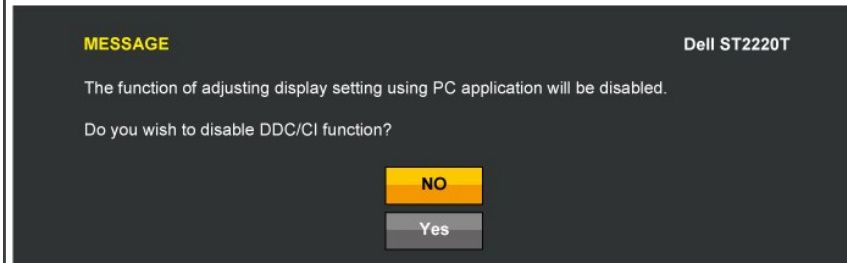 MESSAGE Dell ST2220T
The function of adjusting display setting using PC application will be disabled.
Do you wish to disable DDC/CI function?
NO
Yes